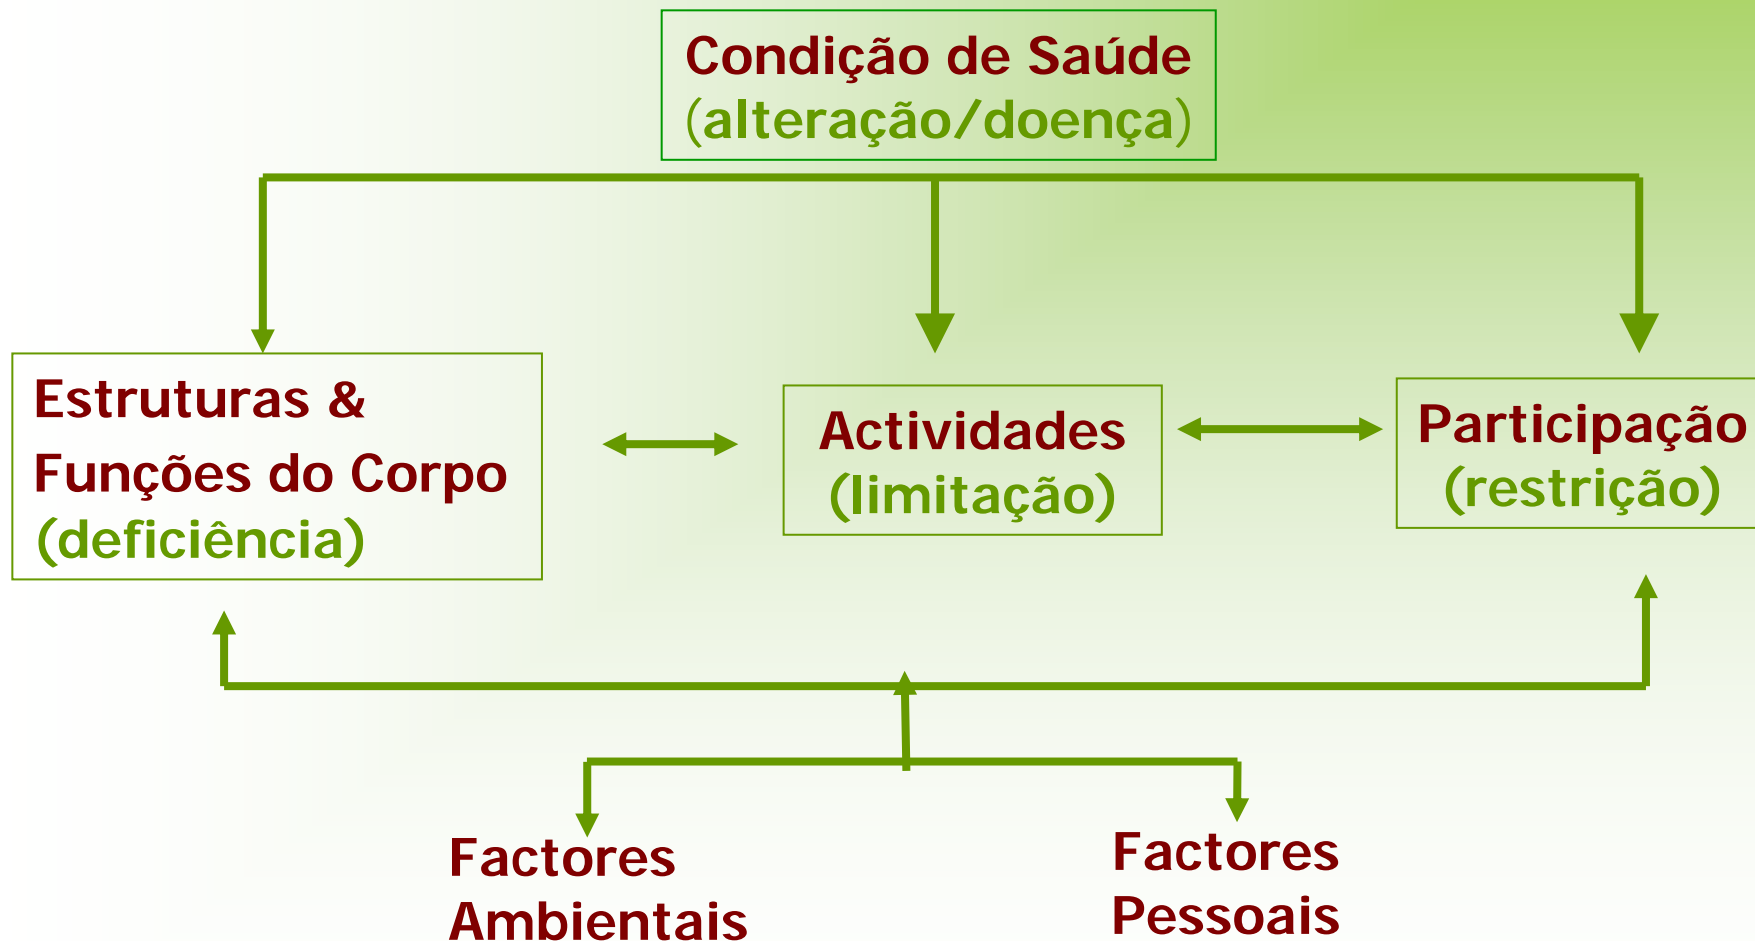 Condição de Saúde
(alteração/doença)
Estruturas &
Funções do Corpo
(deficiência)
Actividades
(limitação)
Participação
(restrição)
Factores
Ambientais
Factores
Pessoais